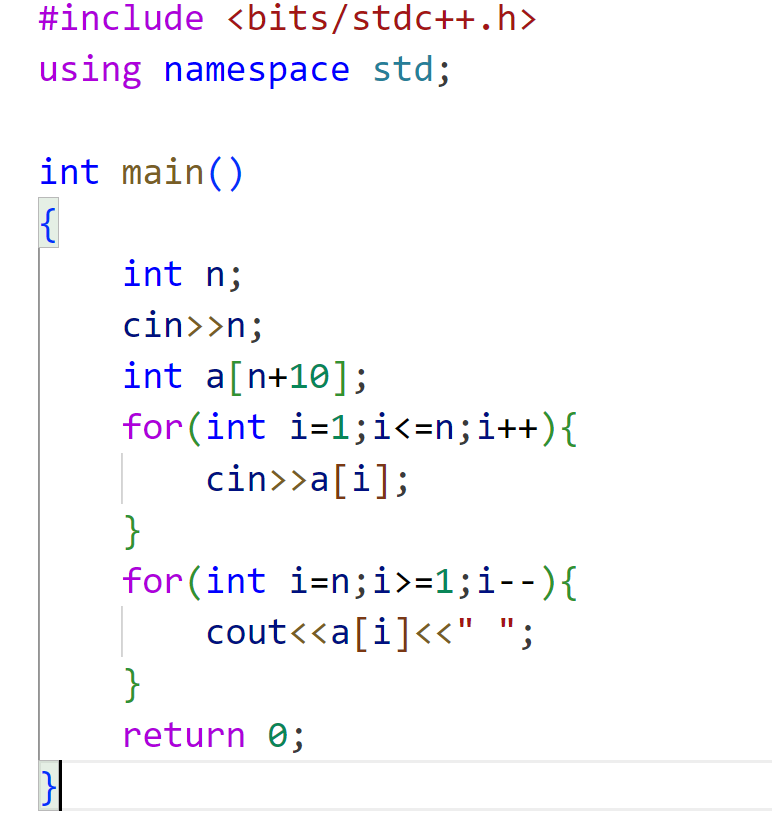 #include <bits/stdc++.h>
using namespace std;

int main()
{
    int n;
    cin>>n;
    int a[n+10];
    for(int i=1;i<=n;i++){
        cin>>a[i];
    }
    for(int i=n;i>=1;i--){
        cout<<a[i]<<" ";
    }
    return 0;
}